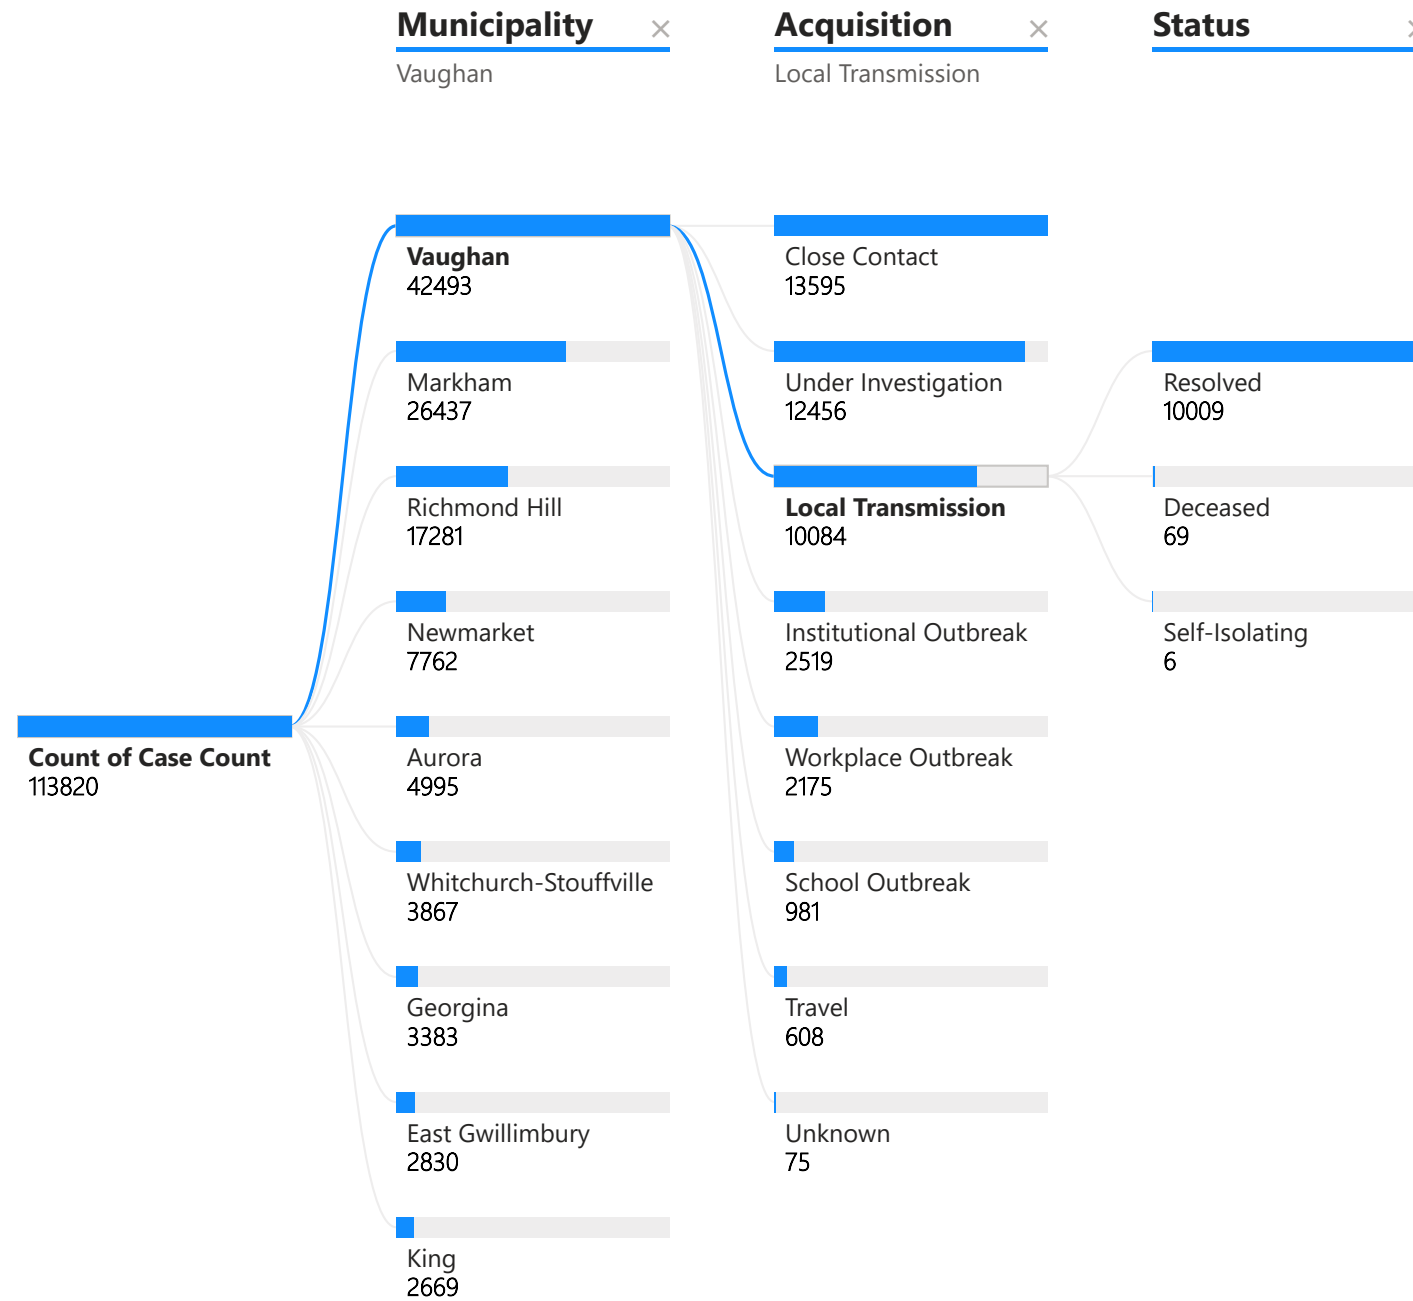 Municipality
Vaughan
Acquisition
Local Transmission
Status
Count of Case Count
113820
Vaughan
42493
Markham
26437
Richmond Hill
17281
Newmarket
7762
Aurora
4995
Whitchurch-Stouffville
3867
Georgina
3383
East Gwillimbury
2830
King
2669
Close Contact
13595
Under Investigation
12456
Local Transmission
10084
Institutional Outbreak
2519
Workplace Outbreak
2175
School Outbreak
981
Travel
608
Unknown
75
Resolved
10009
Deceased
69
Self-Isolating
6